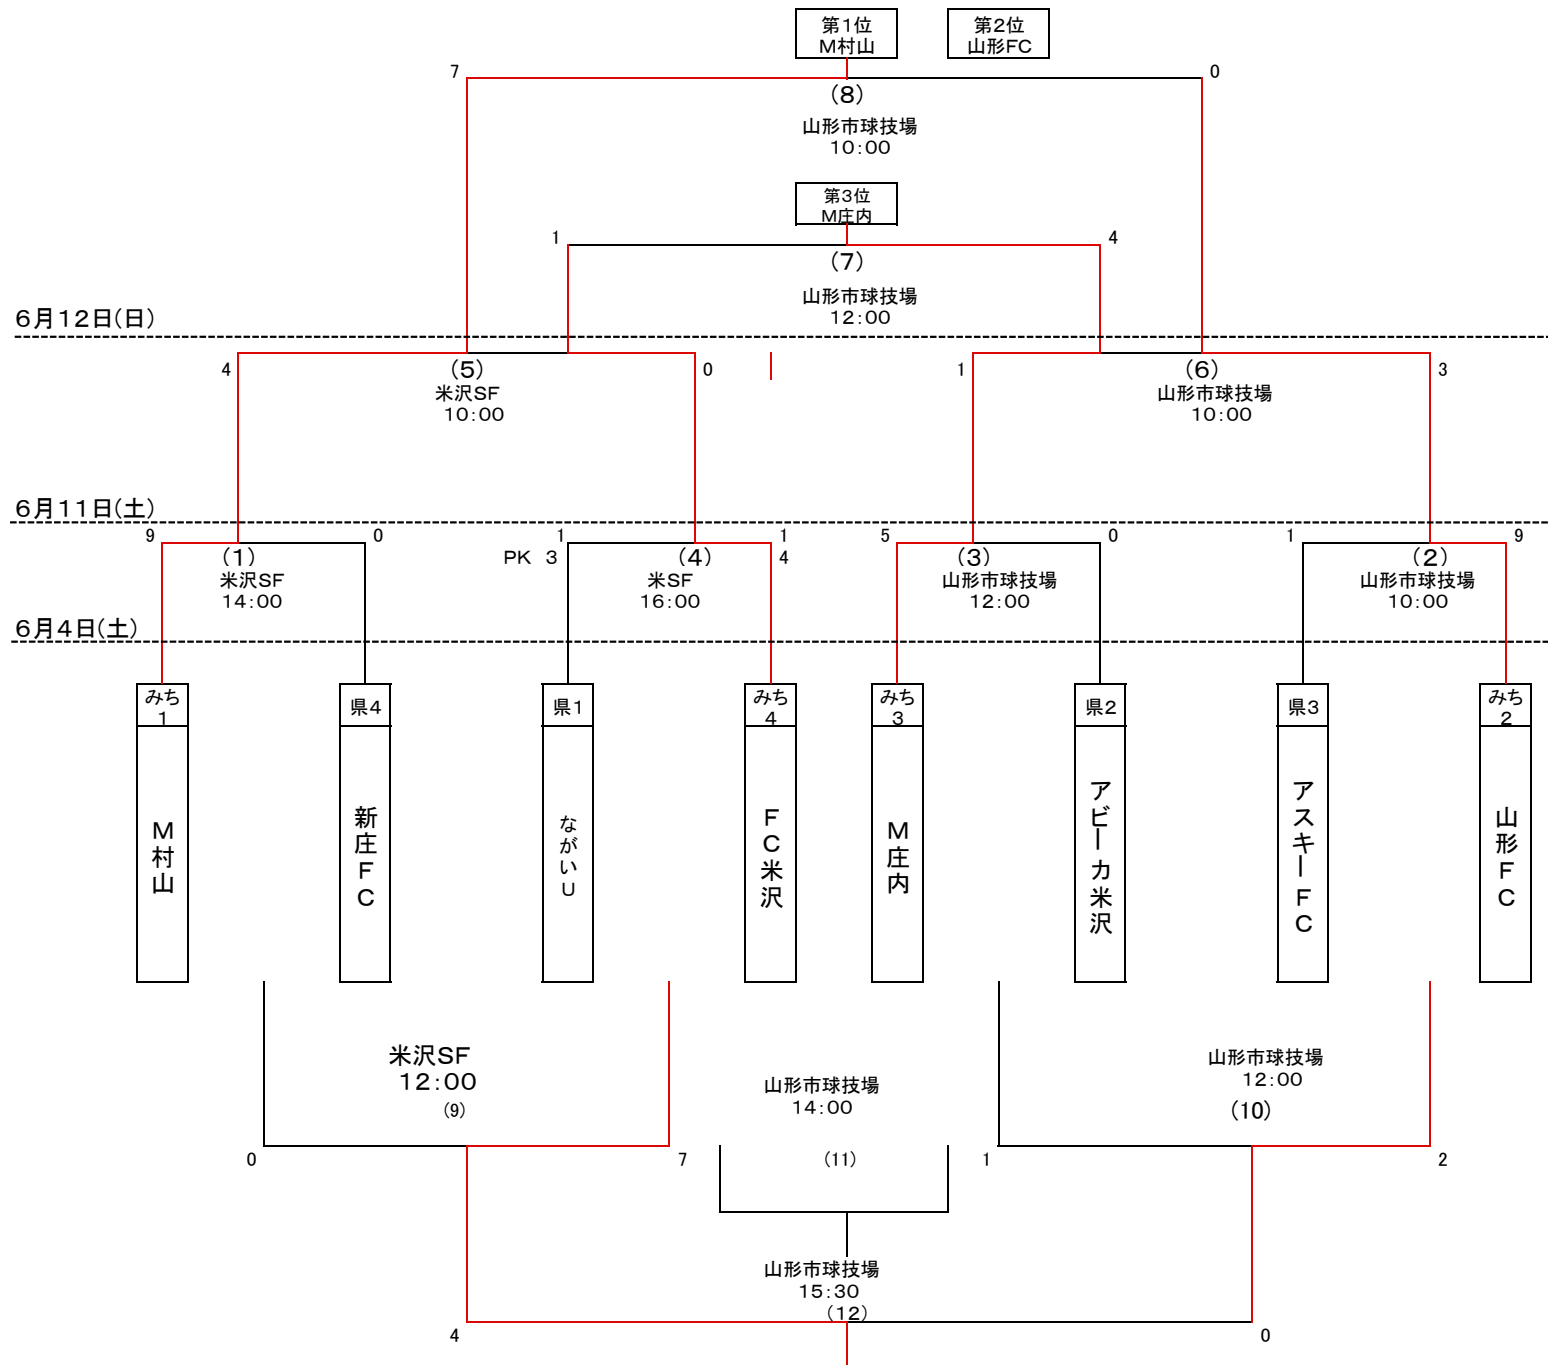 第1位
M村山
第2位
山形FC
7
0
(8)
山形市球技場
10:00
第3位
M庄内
1
4
(7)
山形市球技場
12:00
6月12日(日)
4
(5)
0
1
(6)
3
米沢SF
10:00
山形市球技場
10:00
6月11日(土)
9
0
1
1
5
0
1
9
(1)
PK 3
(4)
4
(3)
(2)
米沢SF
14:00
米SF
16:00
山形市球技場
12:00
山形市球技場
10:00
6月4日(土)
みち
1
県4
県1
みち
4
みち
3
県2
県3
みち
2
M村山
新庄FC
ながいU
FC米沢
M庄内
アビーカ米沢
アスキーFC
山形FC
米沢SF
12:00
(9)
山形市球技場
14:00
山形市球技場
12:00
(10)
0
7
(11)
1
2
山形市球技場
15:30
(12)
4
0